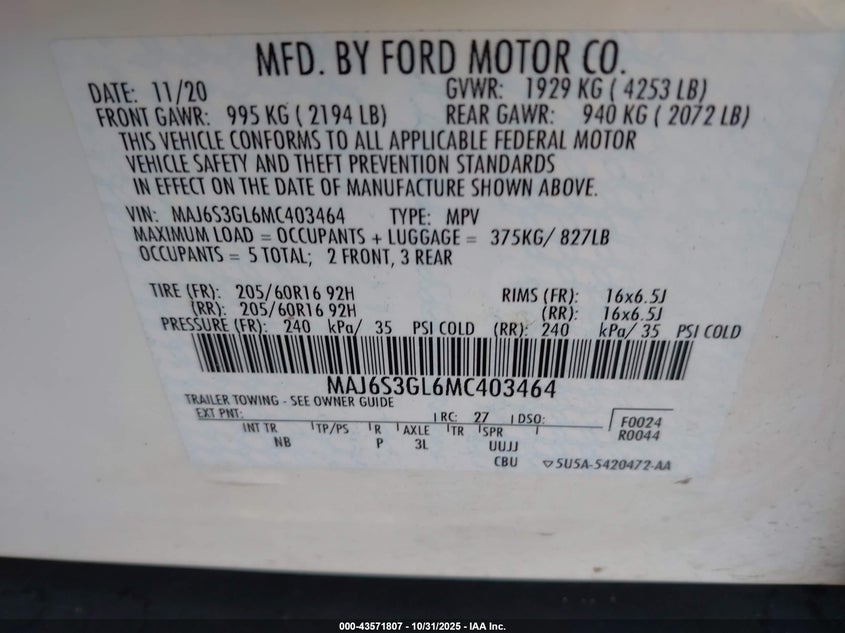 MFD. BY FORD MOTOR CO.
DATE: 11/20 GVWR: 1929 KG ( 4253 LB)
FRONT GAWR: 995 KG ( 2194 LB) REAR GAWR: 940 KG ( 2072 LB)
THIS VEHICLE CONFORMS TO ALL APPLICABLE FEDERAL MOTOR
VEHICLE SAFETY AND THEFT PREVENTION STANDARDS
IN EFFECT ON THE DATE OF MANUFACTURE SHOWN ABOVE.
VIN: MAJ6S3GL6MC403464 TYPE: MPV
MAXIMUM LOAD = OCCUPANTS + LUGGAGE = 375KG/ 827LB
OCCUPANTS = 5 TOTAL; 2 FRONT, 3 REAR
TIRE (FR): 205/60R16 92H RIMS (FR): 16x6.5J
(RR): 205/60R16 92H (RR): 16x6.5J
PRESSURE (FR): 240 kPa/ 35 PSI COLD (RR): 240 kPa/ 35 PSI COLD
MAJ6S3GL6MC403464
TRAILER TOWING - SEE OWNER GUIDE
EXT PNT: RC: 27 DSO: F0024
R0044
INT TR TP/PS R AXLE TR SPR
NB P 3L UUJJ
CBU ▽5U5A-5420472-AA
000-43571807 - 10/31/2025 - IAA Inc.